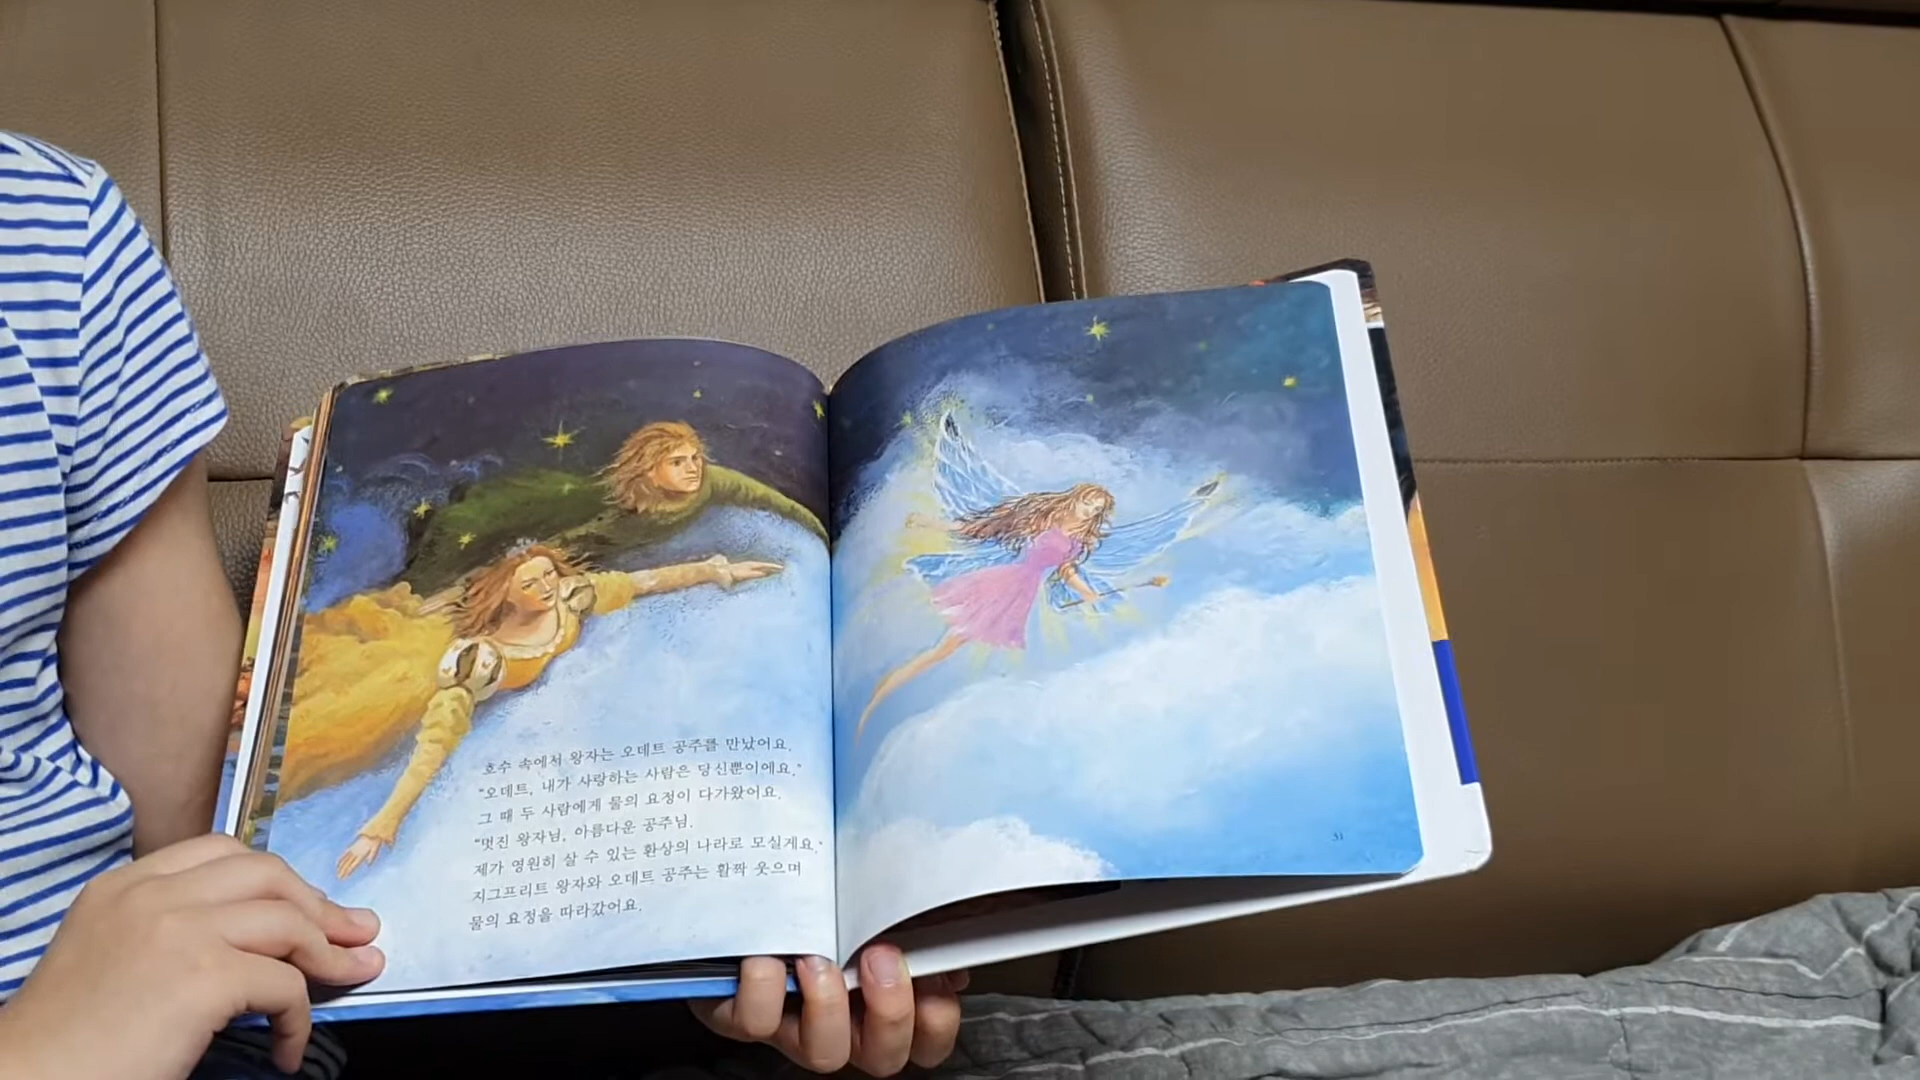 호수 속에서 왕자는 오데트 공주를 만났어요.
"오데트, 내가 사랑하는 사람은 당신뿐이에요."
그 때 두 사람에게 물의 요정이 다가왔어요.
"멋진 왕자님, 아름다운 공주님.
제가 영원히 살 수 있는 환상의 나라로 모실게요."
지그프리트 왕자와 오데트 공주는 활짝 웃으며
물의 요정을 따라갔어요.
31